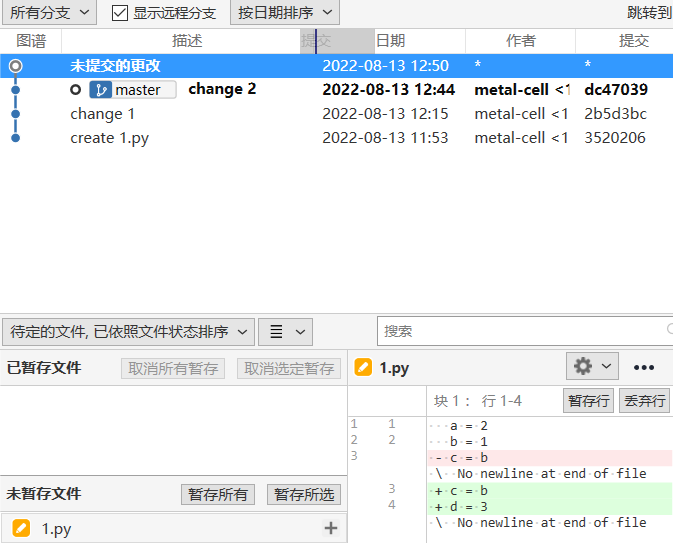 所有分支 显示远程分支 按日期排序 跳转到
图谱 描述 提交 日期 作者 提交
未提交的更改 2022-08-13 12:50 * *
master change 2 2022-08-13 12:44 metal-cell <1 dc47039
change 1 2022-08-13 12:15 metal-cell <1 2b5d3bc
create 1.py 2022-08-13 11:53 metal-cell <1 3520206
待定的文件, 已依照文件状态排序 搜索
已暂存文件 取消所有暂存 取消选定暂存 1.py
块 1 : 行 1-4 暂存行 丢弃行
1 1 a = 2
2 2 b = 1
3 - c = b
\ No newline at end of file
3 + c = b
4 + d = 3
\ No newline at end of file
未暂存文件 暂存所有 暂存所选
1.py